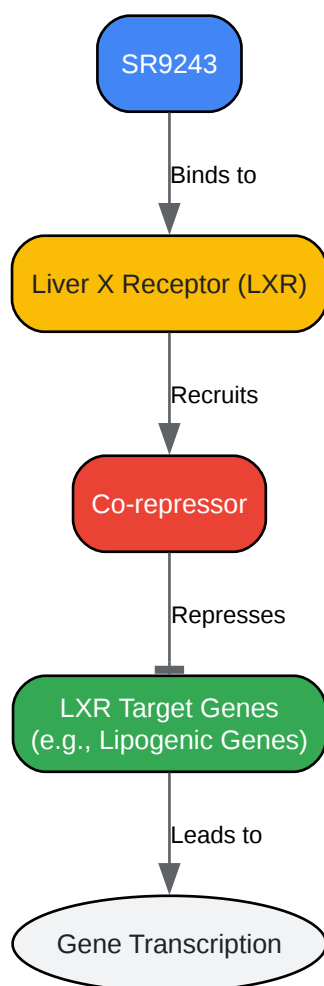 SR9243
Binds to
Liver X Receptor (LXR)
Recruits
Co-repressor
Represses
LXR Target Genes
(e.g., Lipogenic Genes)
Leads to
Gene Transcription